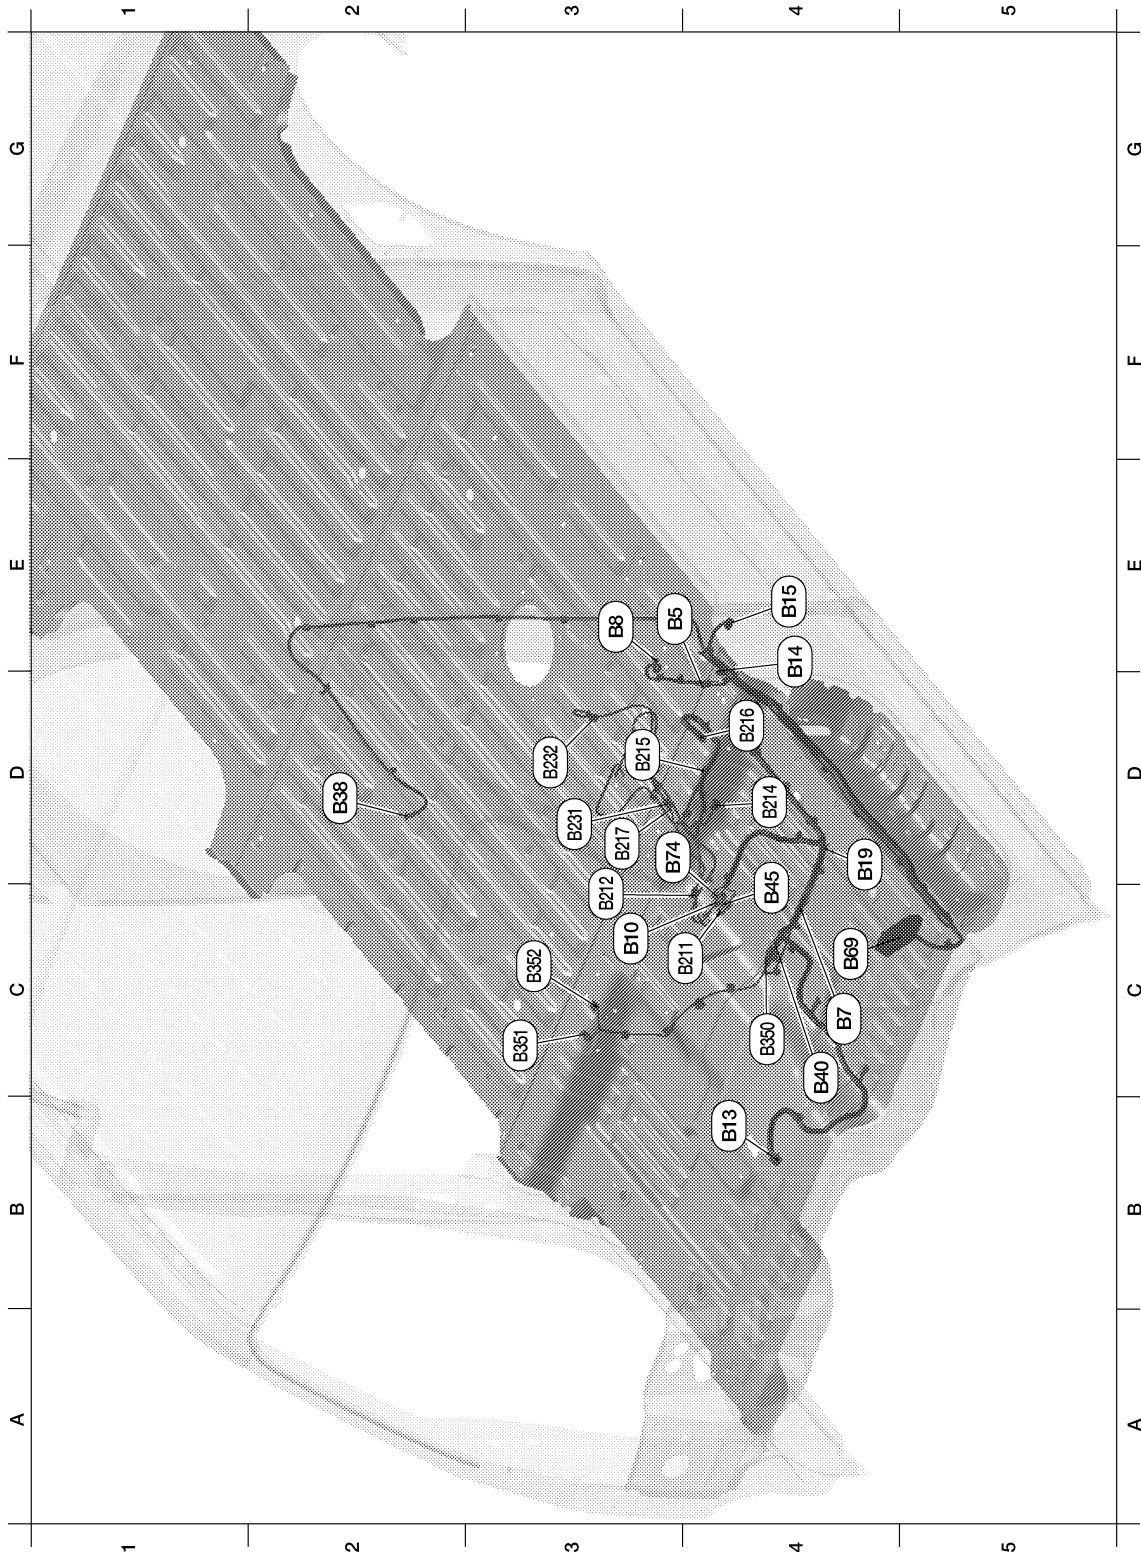 A B C D E F G
1 1
2 2
B38
3 3
B351
B352
B232
B231
B212
B8
B217
B10
B215
B74
B5
B211
B13
B216
B350
B214
B45
B15
B14
4 4
B40
B7
B69
B19
5 5
A B C D E F G